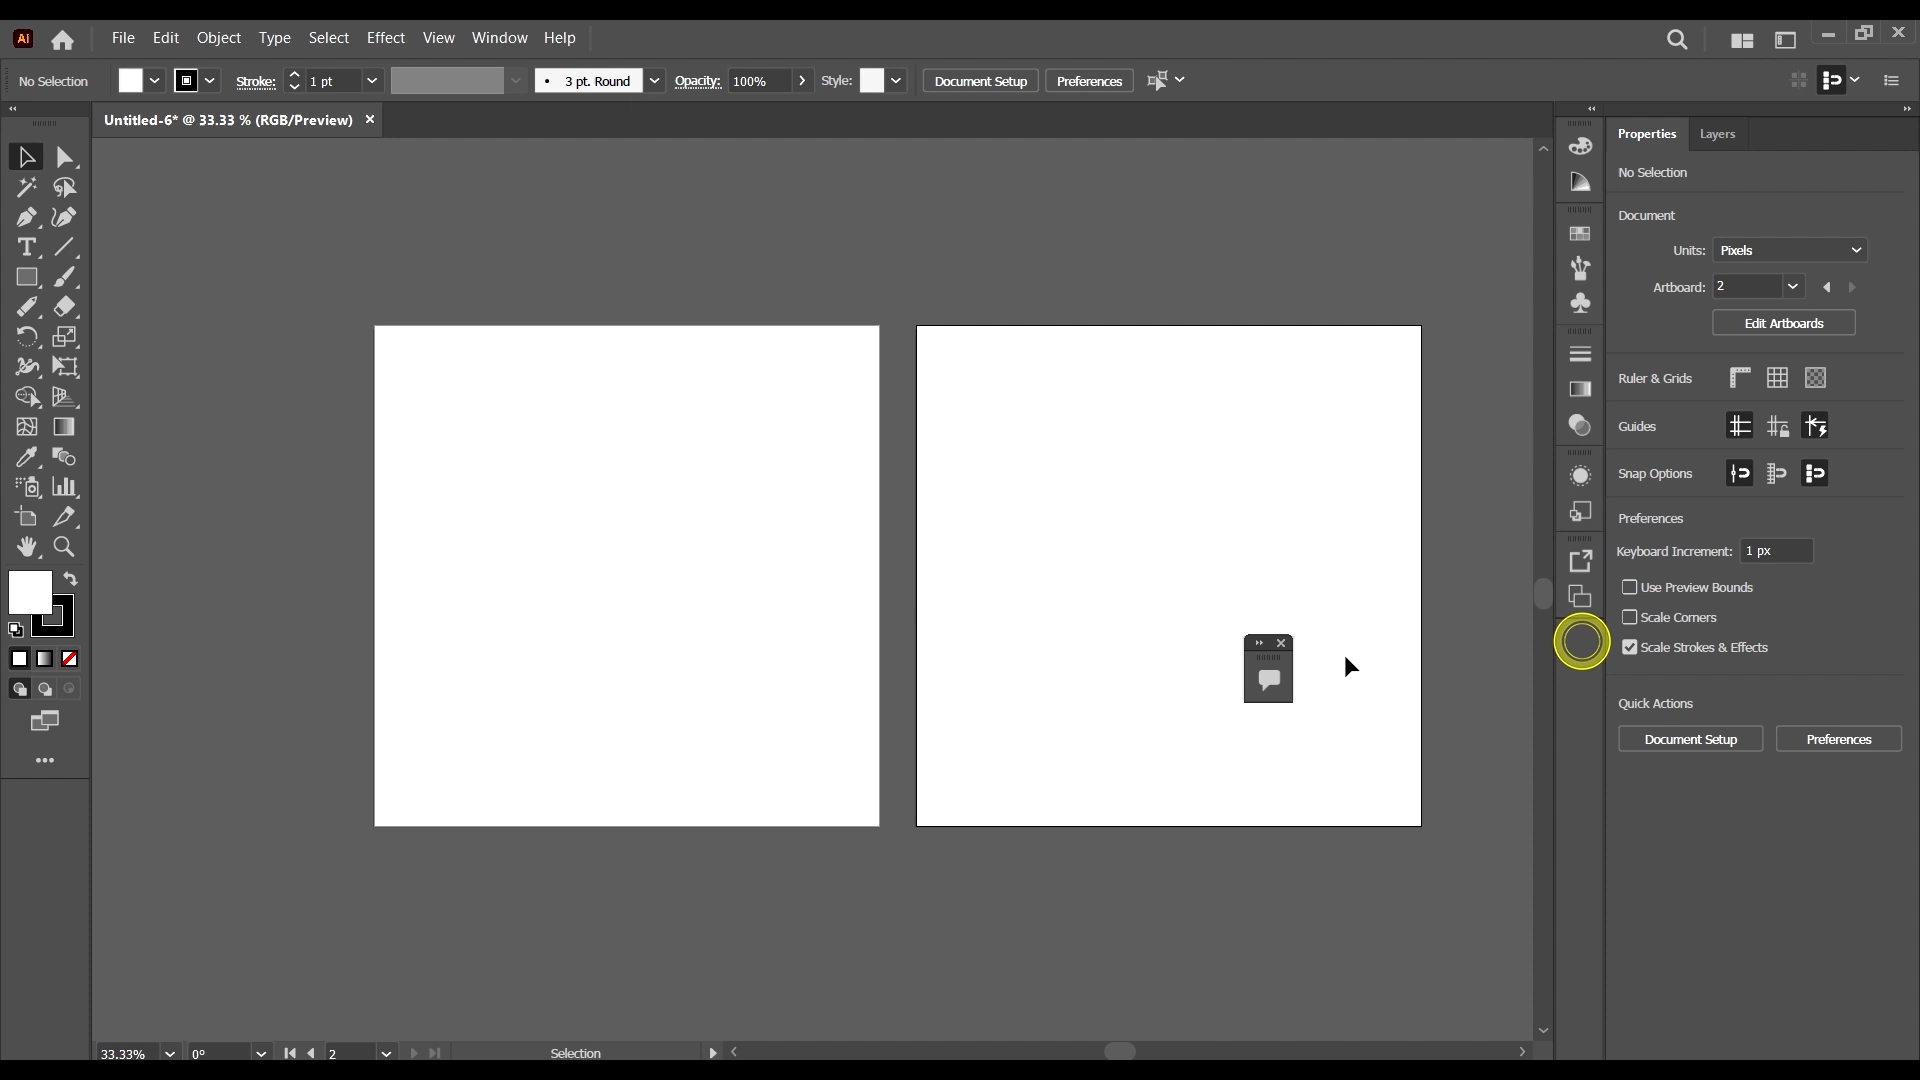 Ai File Edit Object Type Select Effect View Window Help
No Selection Stroke: 1 pt 3 pt. Round Opacity: 100% Style: Document Setup Preferences
Untitled-6* @ 33.33 % (RGB/Preview)
Properties Layers
No Selection
Document
Units: Pixels
Artboard: 2
Edit Artboards
Ruler & Grids
Guides
Snap Options
Preferences
Keyboard Increment: 1 px
Use Preview Bounds
Scale Corners
Scale Strokes & Effects
Quick Actions
Document Setup Preferences
33.33% 0° 2 Selection